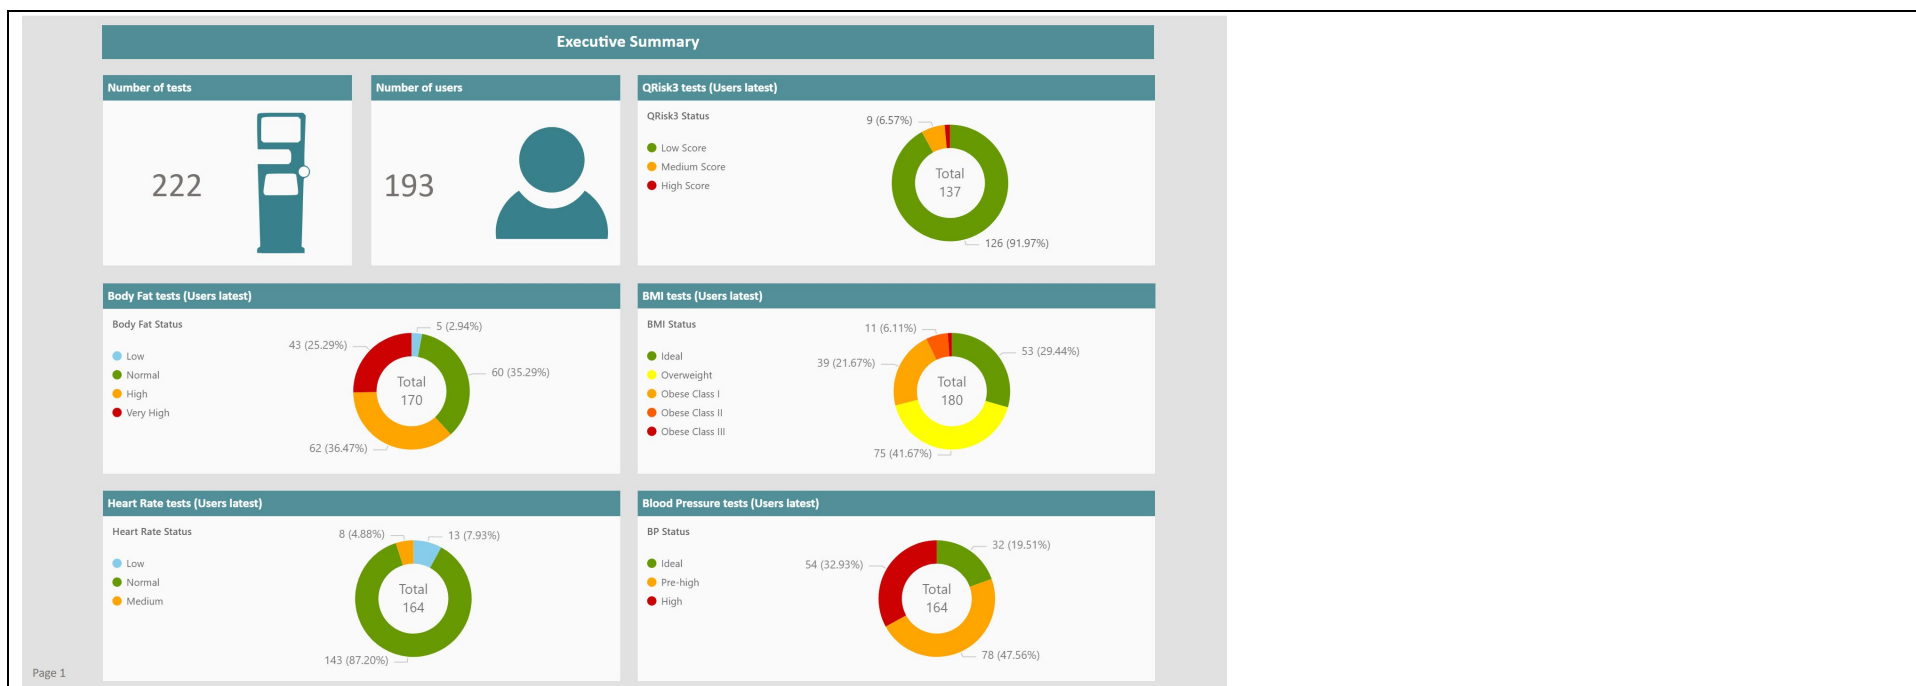 Executive Summary
Number of tests
222
Number of users
193
QRisk3 tests (Users latest)
QRisk3 Status
Low Score
Medium Score
High Score
9 (6.57%)
Total
137
126 (91.97%)
Body Fat tests (Users latest)
Body Fat Status
Low
Normal
High
Very High
5 (2.94%)
43 (25.29%)
60 (35.29%)
Total
170
62 (36.47%)
BMI tests (Users latest)
BMI Status
Ideal
Overweight
Obese Class I
Obese Class II
Obese Class III
11 (6.11%)
53 (29.44%)
39 (21.67%)
Total
180
75 (41.67%)
Heart Rate tests (Users latest)
Heart Rate Status
Low
Normal
Medium
8 (4.88%)
13 (7.93%)
Total
164
143 (87.20%)
Blood Pressure tests (Users latest)
BP Status
Ideal
Pre-high
High
32 (19.51%)
54 (32.93%)
Total
164
78 (47.56%)
Page 1